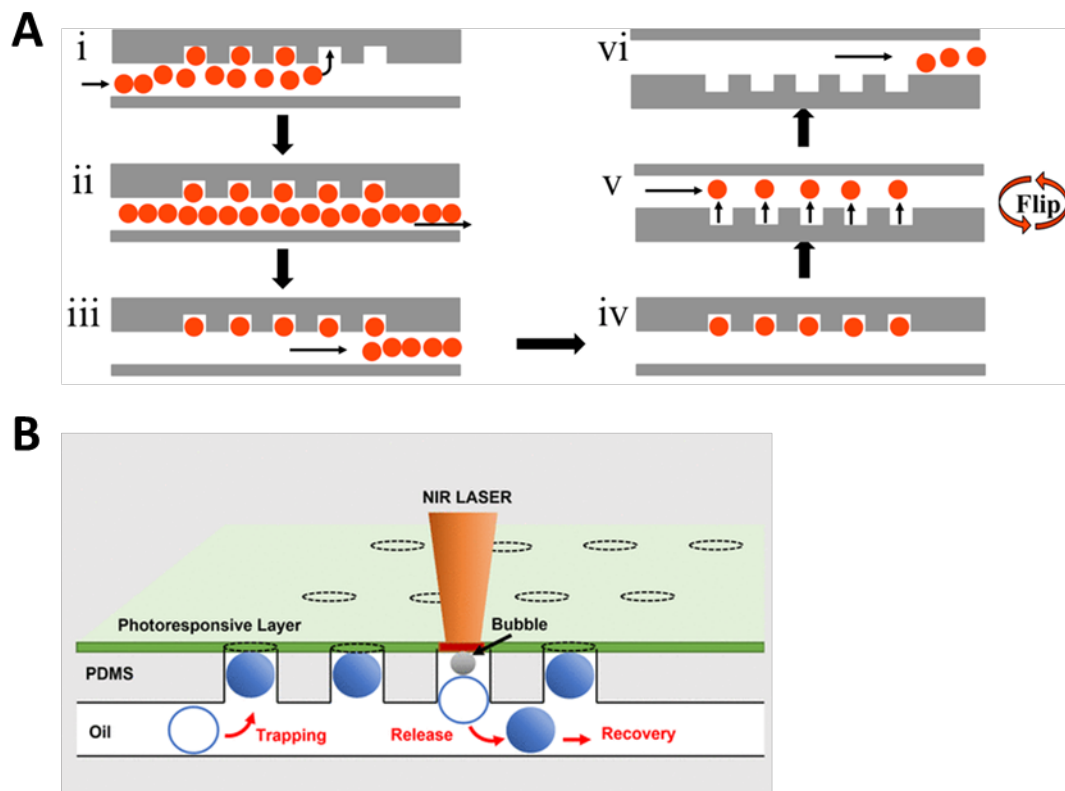 A
i
ii
iii
iv
v
Flip
vi
B
NIR LASER
Bubble
Photoresponsive Layer
PDMS
Oil
Trapping
Release
Recovery